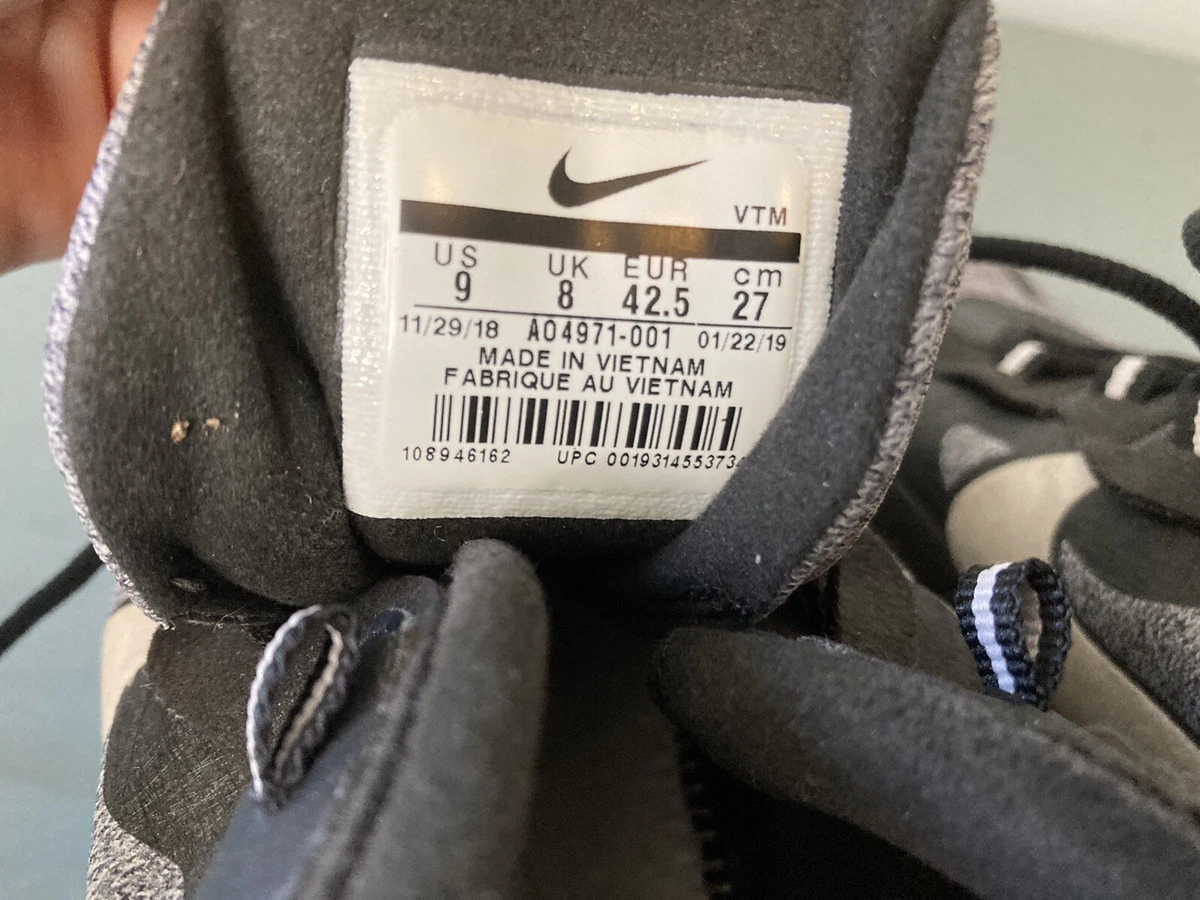 VTM
US UK EUR cm
9 8 42.5 27
11/29/18 AO4971-001 01/22/19
MADE IN VIETNAM
FABRIQUE AU VIETNAM
108946162 UPC 00193145537